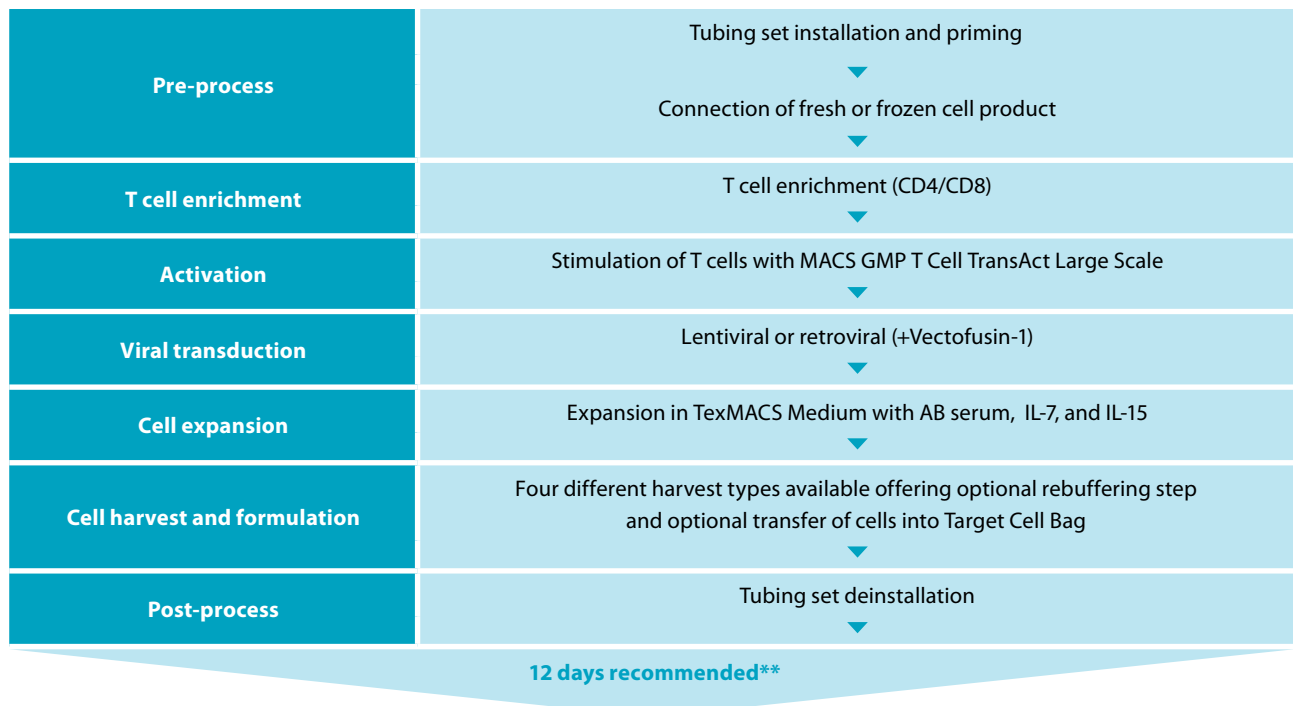 Pre-process
Tubing set installation and priming
Connection of fresh or frozen cell product
T cell enrichment
T cell enrichment (CD4/CD8)
Activation
Stimulation of T cells with MACS GMP T Cell TransAct Large Scale
Viral transduction
Lentiviral or retroviral (+Vectofusin-1)
Cell expansion
Expansion in TexMACS Medium with AB serum, IL-7, and IL-15
Cell harvest and formulation
Four different harvest types available offering optional rebuffering step
and optional transfer of cells into Target Cell Bag
Post-process
Tubing set deinstallation
12 days recommended**